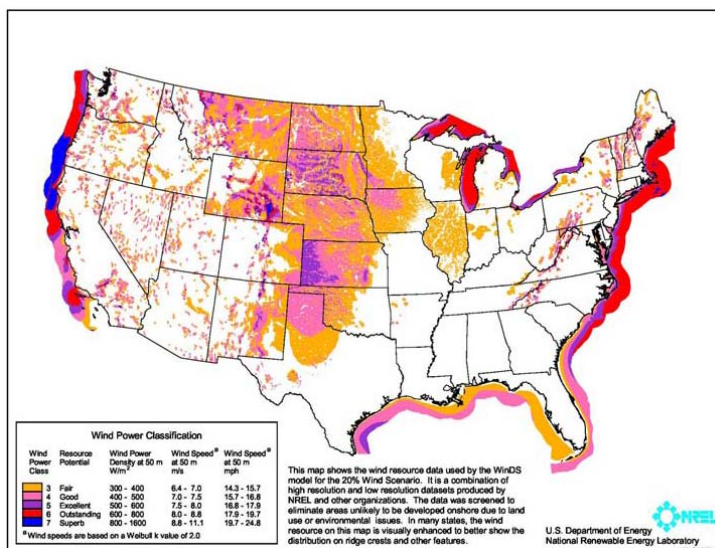 Wind Power Classification
Wind Power Class Resource Potential Wind Power Density at 50 m W/m² Wind Speedᵃ at 50 m m/s Wind Speedᵃ at 50 m mph
3 Fair 300 - 400 6.4 - 7.0 14.3 - 15.7
4 Good 400 - 500 7.0 - 7.5 15.7 - 16.8
5 Excellent 500 - 600 7.5 - 8.0 16.8 - 17.9
6 Outstanding 600 - 800 8.0 - 8.8 17.9 - 19.7
7 Superb 800 - 1600 8.8 - 11.1 19.7 - 24.8
ᵃ Wind speeds are based on a Weibull k value of 2.0
This map shows the wind resource data used by the WinDS
model for the 20% Wind Scenario. It is a combination of
high resolution and low resolution datasets produced by
NREL and other organizations. The data was screened to
eliminate areas unlikely to be developed onshore due to land
use or environmental issues. In many states, the wind
resource on this map is visually enhanced to better show the
distribution on ridge crests and other features.
NREL
U.S. Department of Energy
National Renewable Energy Laboratory